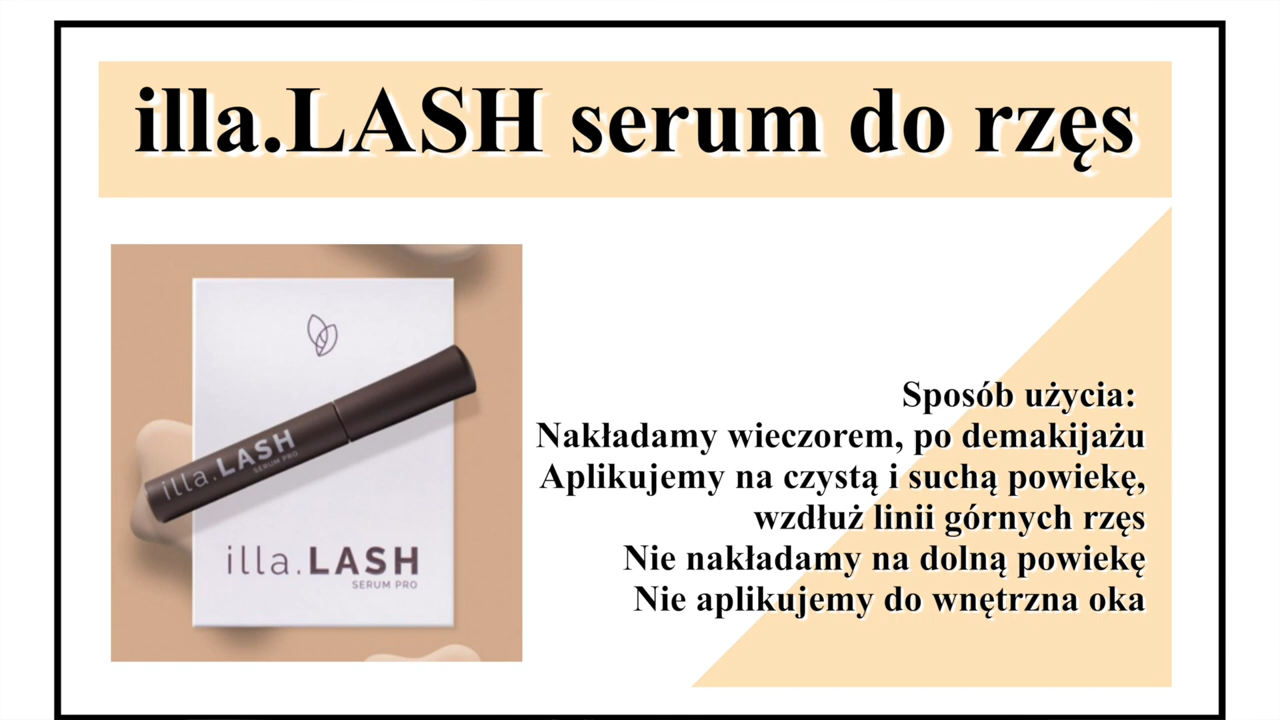 illa.LASH serum do rzęs
illa.LASH
SERUM PRO
illa.LASH
SERUM PRO
Sposób użycia:
Nakładamy wieczorem, po demakijażu
Aplikujemy na czystą i suchą powiekę,
wzdłuż linii górnych rzęs
Nie nakładamy na dolną powiekę
Nie aplikujemy do wnętrzna oka